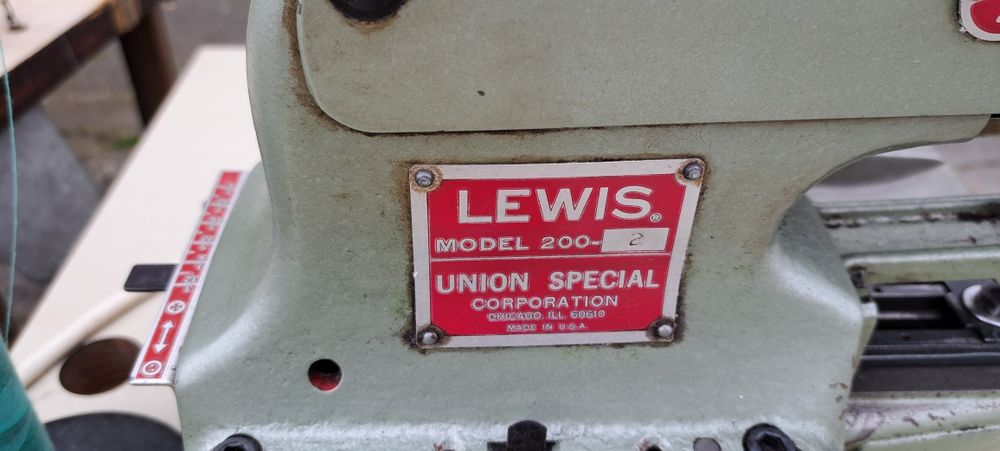 LEWIS®
MODEL 200-2
UNION SPECIAL
CORPORATION
CHICAGO, ILL. 60610
MADE IN U.S.A.